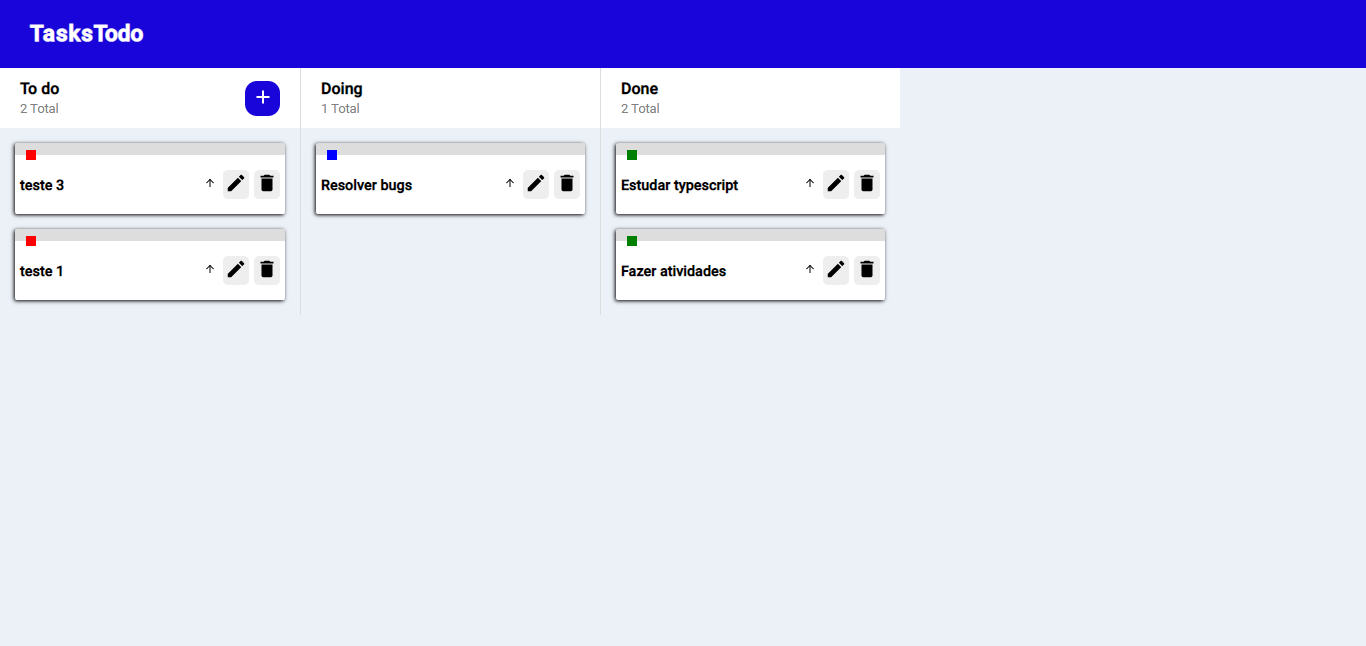 TasksTodo
To do
2 Total
teste 3
teste 1
Doing
1 Total
Resolver bugs
Done
2 Total
Estudar typescript
Fazer atividades